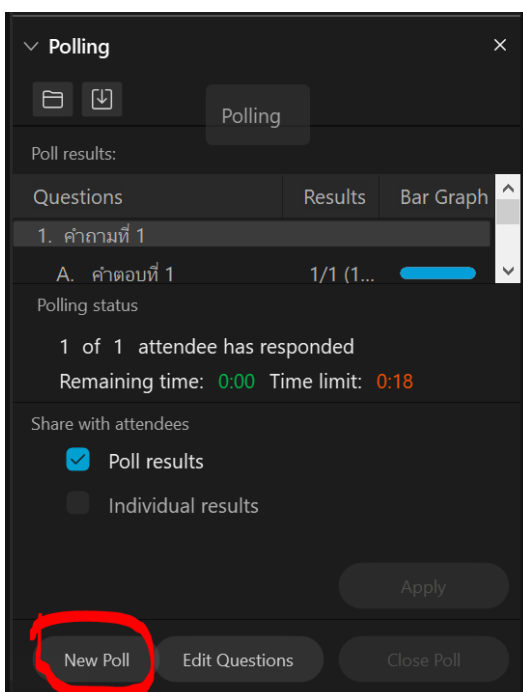 Polling
Polling
Poll results:
Questions Results Bar Graph
1. คำถามที่ 1
A. คำตอบที่ 1 1/1 (1...
Polling status
1 of 1 attendee has responded
Remaining time: 0:00 Time limit: 0:18
Share with attendees
Poll results
Individual results
Apply
New Poll Edit Questions Close Poll